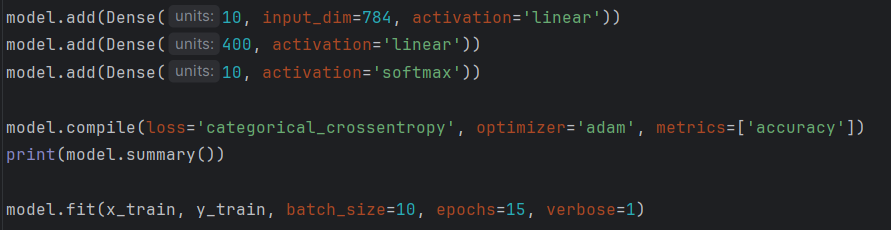 model.add(Dense( units: 10, input_dim=784, activation='linear'))
model.add(Dense( units: 400, activation='linear'))
model.add(Dense( units: 10, activation='softmax'))
model.compile(loss='categorical_crossentropy', optimizer='adam', metrics=['accuracy'])
print(model.summary())
model.fit(x_train, y_train, batch_size=10, epochs=15, verbose=1)